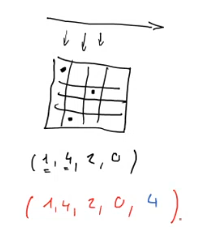 (1, 4, 2, 0)
(1, 4, 2, 0, 4).